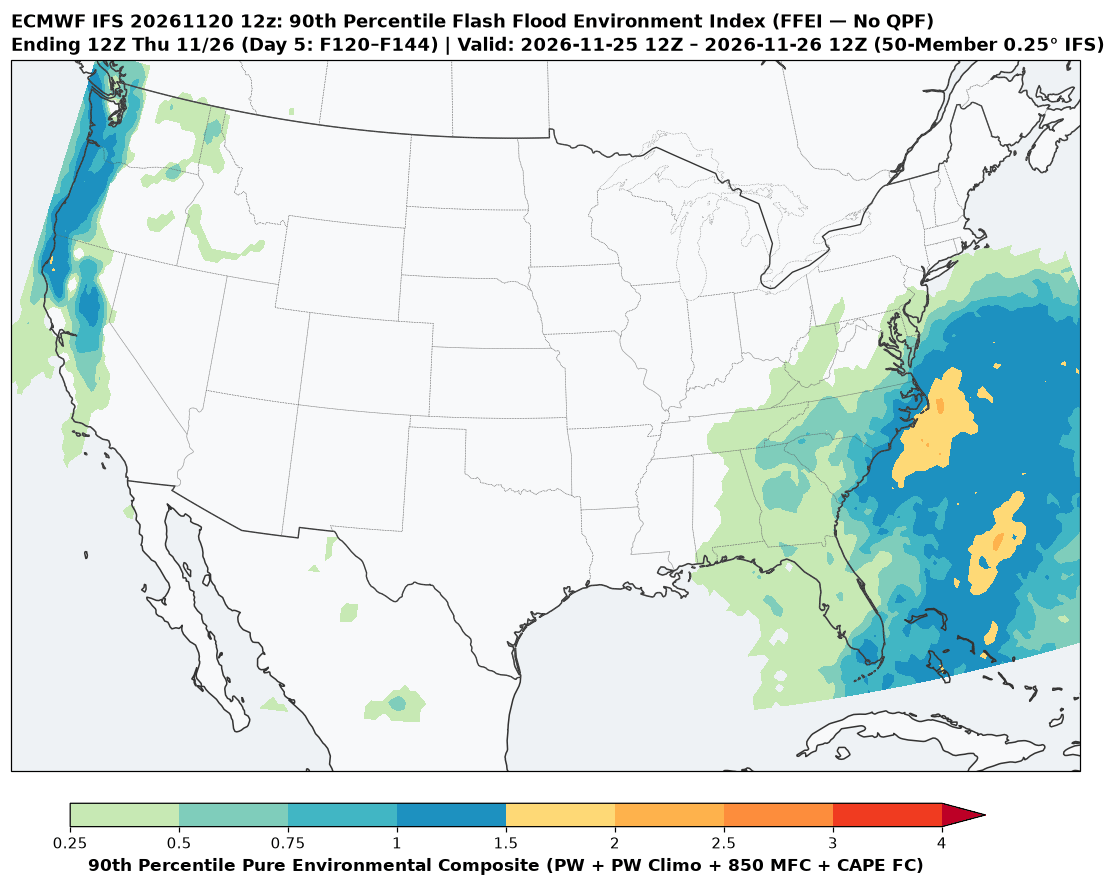 ECMWF IFS 20261120 12z: 90th Percentile Flash Flood Environment Index (FFEI — No QPF)
Ending 12Z Thu 11/26 (Day 5: F120–F144) | Valid: 2026-11-25 12Z – 2026-11-26 12Z (50-Member 0.25° IFS)
0.25 0.5 0.75 1 1.5 2 2.5 3 4
90th Percentile Pure Environmental Composite (PW + PW Climo + 850 MFC + CAPE FC)